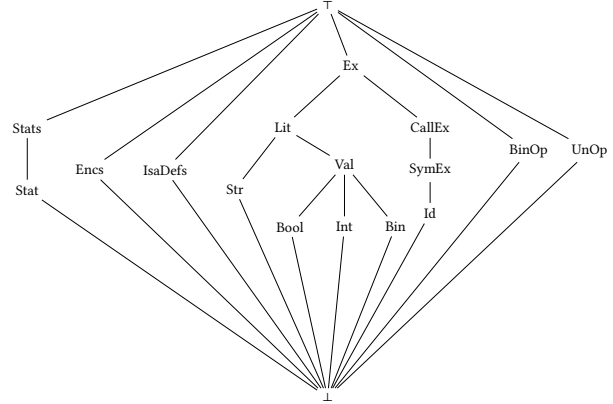 ⊤
Ex
Stats
Lit
CallEx
BinOp
UnOp
Encs
IsaDefs
Val
SymEx
Stat
Str
Id
Bool
Int
Bin
⊥